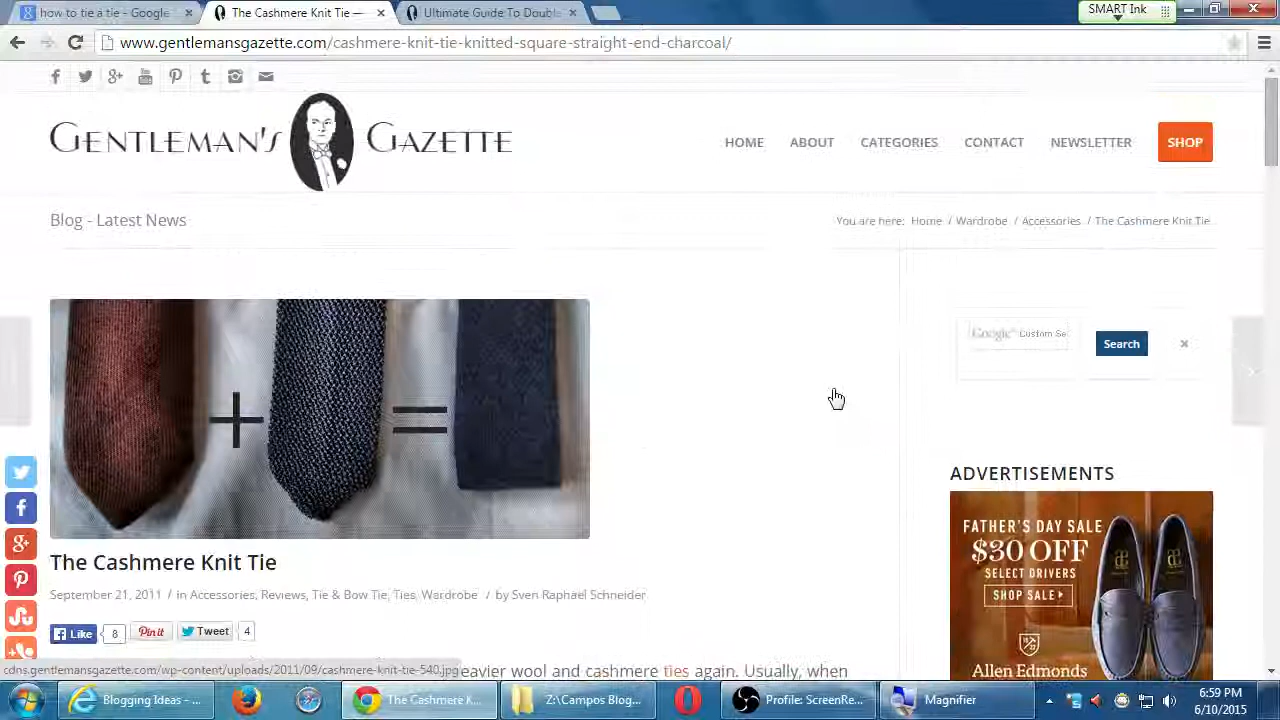 how to tie a tie - Google
The Cashmere Knit Tie —
Ultimate Guide To Double
SMART Ink
www.gentlemansgazette.com/cashmere-knit-tie-knitted-square-straight-end-charcoal/
GENTLEMAN'S GAZETTE
HOME ABOUT CATEGORIES CONTACT NEWSLETTER SHOP
Blog - Latest News
You are here: Home / Wardrobe / Accessories / The Cashmere Knit Tie
Google Custom Se
Search
ADVERTISEMENTS
FATHER'S DAY SALE
$30 OFF
SELECT DRIVERS
SHOP SALE
Allen Edmonds
The Cashmere Knit Tie
September 21, 2011 / in Accessories, Reviews, Tie & Bow Tie, Ties, Wardrobe / by Sven Raphael Schneider
Like 8 Pin it Tweet 4
cdns.gentlemansgazette.com/wp-content/uploads/2011/09/cashmere-knit-tie-540.jpg
eavier wool and cashmere ties again. Usually, when
Blogging Ideas - ...
The Cashmere K...
Z:\Campos Blog...
Profile: ScreenRe...
Magnifier
6:59 PM
6/10/2015